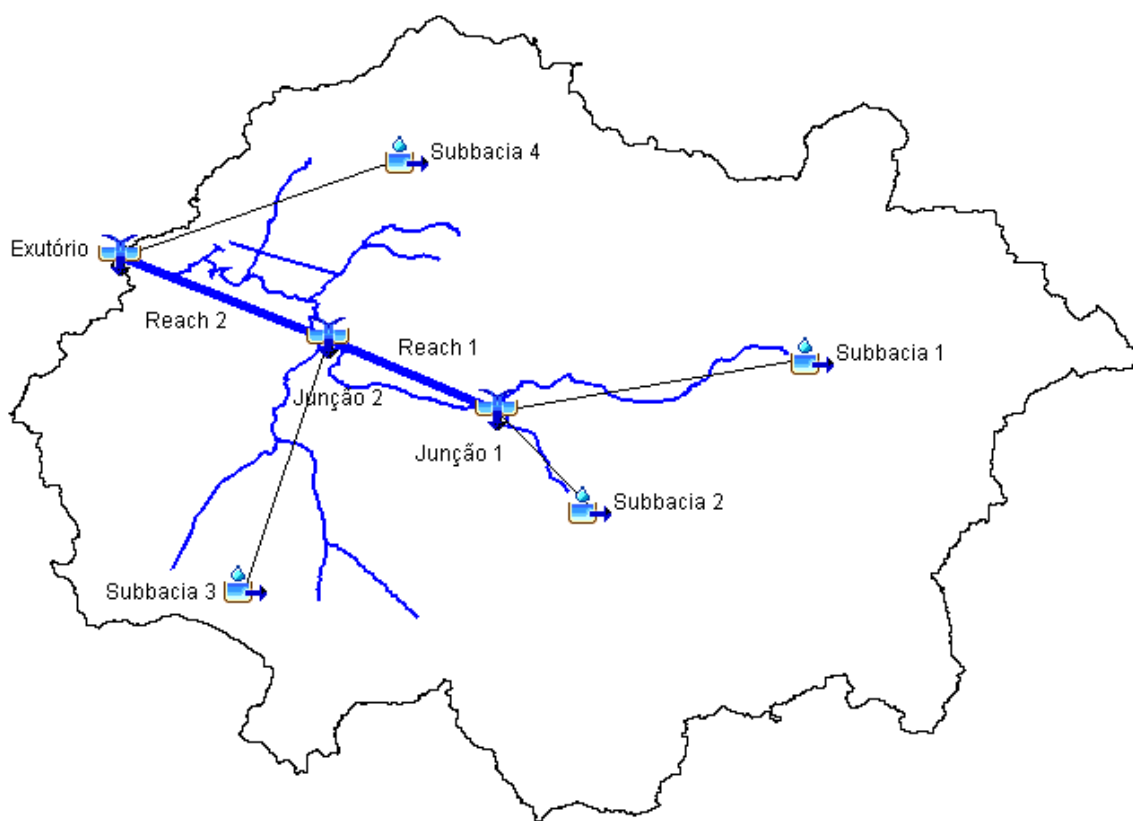 Subbacia 4
Exutório
Reach 2
Reach 1
Subbacia 1
Junção 2
Junção 1
Subbacia 2
Subbacia 3